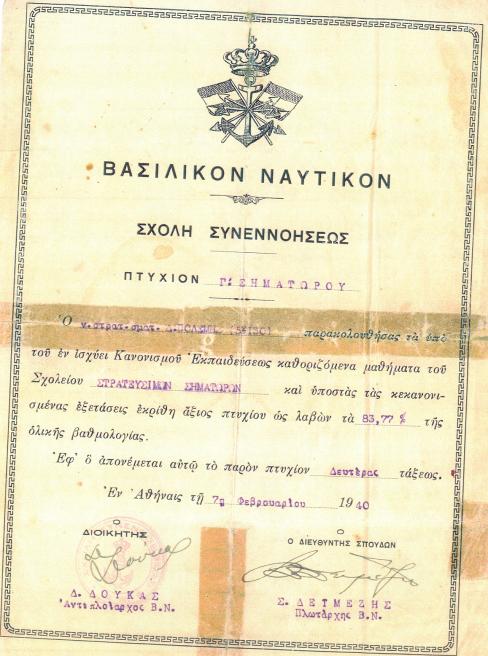 ΒΑΣΙΛΙΚΟΝ ΝΑΥΤΙΚΟΝ
ΣΧΟΛΗ ΣΥΝΕΝΝΟΗΣΕΩΣ
ΠΤΥΧΙΟΝ Γ: ΣΗΜΑΤΩΡΟΥ
Ὁ ν.στρατ.σματ. παρακολουθήσας τὰ ὑπὸ
τοῦ ἐν ἰσχύει Κανονισμοῦ Ἐκπαιδεύσεως καθοριζόμενα μαθήματα τοῦ
Σχολείου ΣΤΡΑΤΕΥΣΙΜΩΝ ΣΗΜΑΤΩΡΩΝ καὶ ὑποστὰς τὰς κεκανονι-
σμένας ἐξετάσεις ἐκρίθη ἄξιος πτυχίου ὡς λαβὼν τὰ 83,77 % τῆς
ὁλικῆς βαθμολογίας.
Ἐφ' ὃ ἀπονέμεται αὐτῷ τὸ παρὸν πτυχίον Δευτέρας τάξεως.
Ἐν Ἀθήναις τῇ 7η Φεβρουαρίου 1940
Ο
ΔΙΟΙΚΗΤΗΣ
Ο
Ο ΔΙΕΥΘΥΝΤΗΣ ΣΠΟΥΔΩΝ
Δ. ΔΟΥΚΑΣ
Ἀντιπλοίαρχος Β.Ν.
Σ. ΔΕΤΜΕΖΗΣ
Πλωτάρχης Β.Ν.